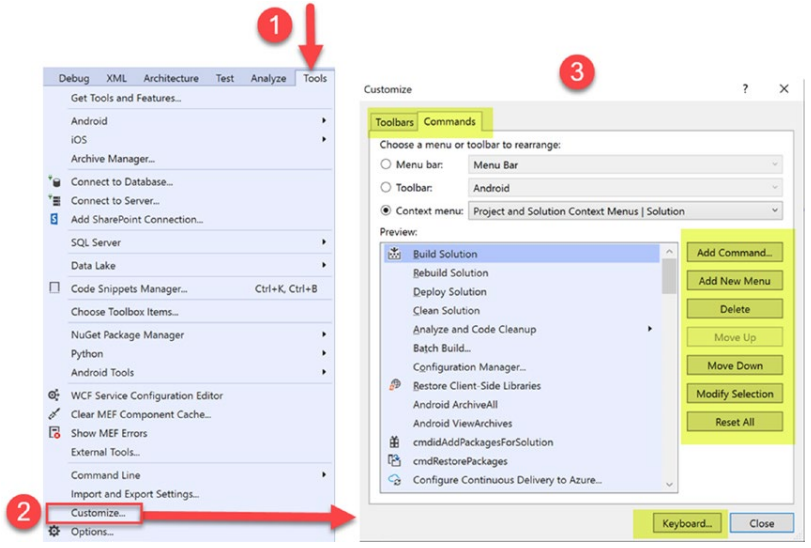 1
Debug XML Architecture Test Analyze Tools
Get Tools and Features...
Android
iOS
Archive Manager...
Connect to Database...
Connect to Server...
Add SharePoint Connection...
SQL Server
Data Lake
Code Snippets Manager... Ctrl+K, Ctrl+B
Choose Toolbox Items...
NuGet Package Manager
Python
Android Tools
WCF Service Configuration Editor
Clear MEF Component Cache...
Show MEF Errors
External Tools...
Command Line
Import and Export Settings...
2
Customize...
Options...
3
Customize ? ×
Toolbars Commands
Choose a menu or toolbar to rearrange:
Menu bar: Menu Bar
Toolbar: Android
Context menu: Project and Solution Context Menus | Solution
Preview:
Build Solution
Rebuild Solution
Deploy Solution
Clean Solution
Analyze and Code Cleanup
Batch Build...
Configuration Manager...
Restore Client-Side Libraries
Android ArchiveAll
Android ViewArchives
cmdidAddPackagesForSolution
cmdRestorePackages
Configure Continuous Delivery to Azure...
Add Command...
Add New Menu
Delete
Move Up
Move Down
Modify Selection
Reset All
Keyboard... Close